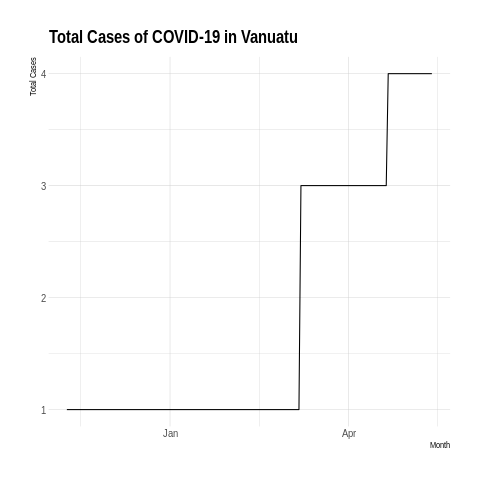 Total Cases of COVID-19 in Vanuatu
Total Cases
4
3
2
1
Jan
Apr
Month